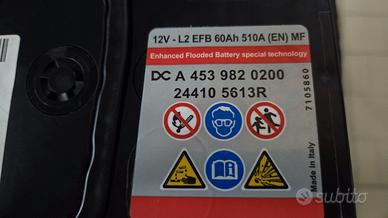 12V - L2 EFB 60Ah 510A (EN) MF
Enhanced Flooded Battery special technology
DC A 453 982 0200
24410 5613R
7105860
Made in Italy
subito